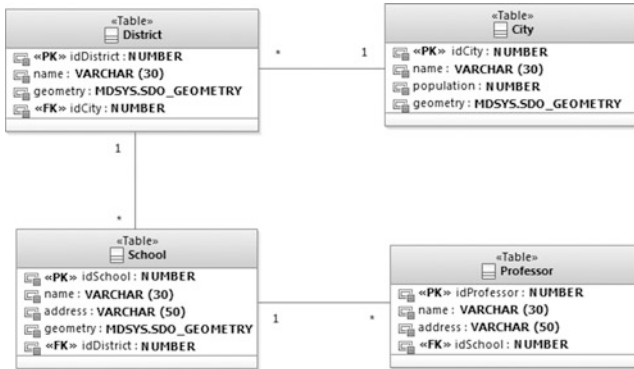 «Table»
District
«PK» idDistrict : NUMBER
name : VARCHAR (30)
geometry : MDSYS.SDO_GEOMETRY
«FK» idCity : NUMBER
* 1
«Table»
City
«PK» idCity : NUMBER
name : VARCHAR (30)
population : NUMBER
geometry : MDSYS.SDO_GEOMETRY
1
*
«Table»
School
«PK» idSchool : NUMBER
name : VARCHAR (30)
address : VARCHAR (50)
geometry : MDSYS.SDO_GEOMETRY
«FK» idDistrict : NUMBER
1 *
«Table»
Professor
«PK» idProfessor : NUMBER
name : VARCHAR (30)
address : VARCHAR (50)
«FK» idSchool : NUMBER